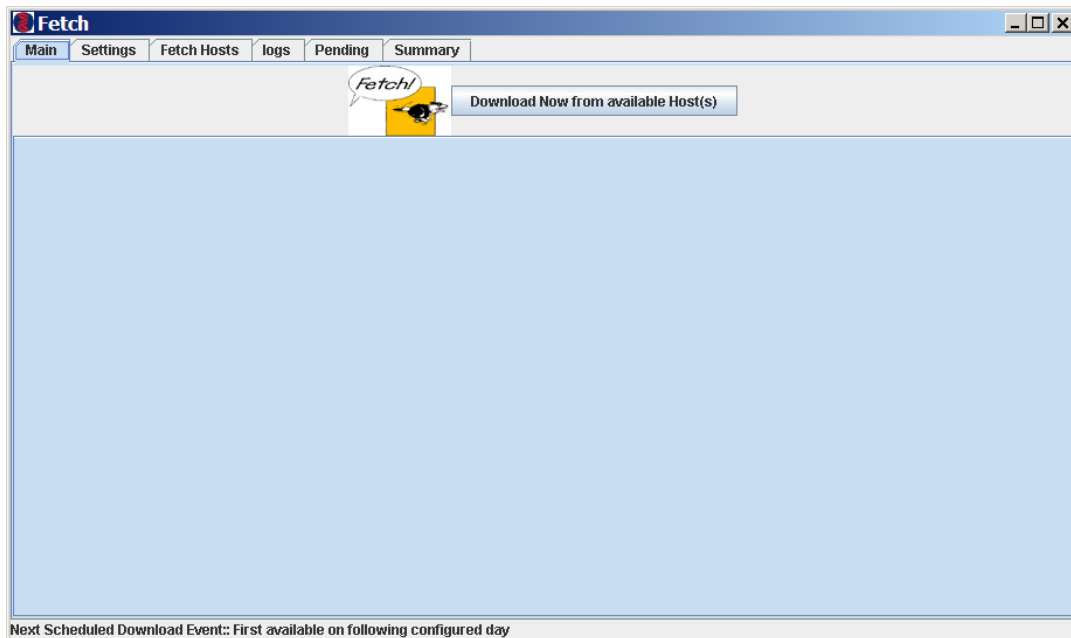 Fetch
Main Settings Fetch Hosts logs Pending Summary
Fetch!
Download Now from available Host(s)
Next Scheduled Download Event:: First available on following configured day